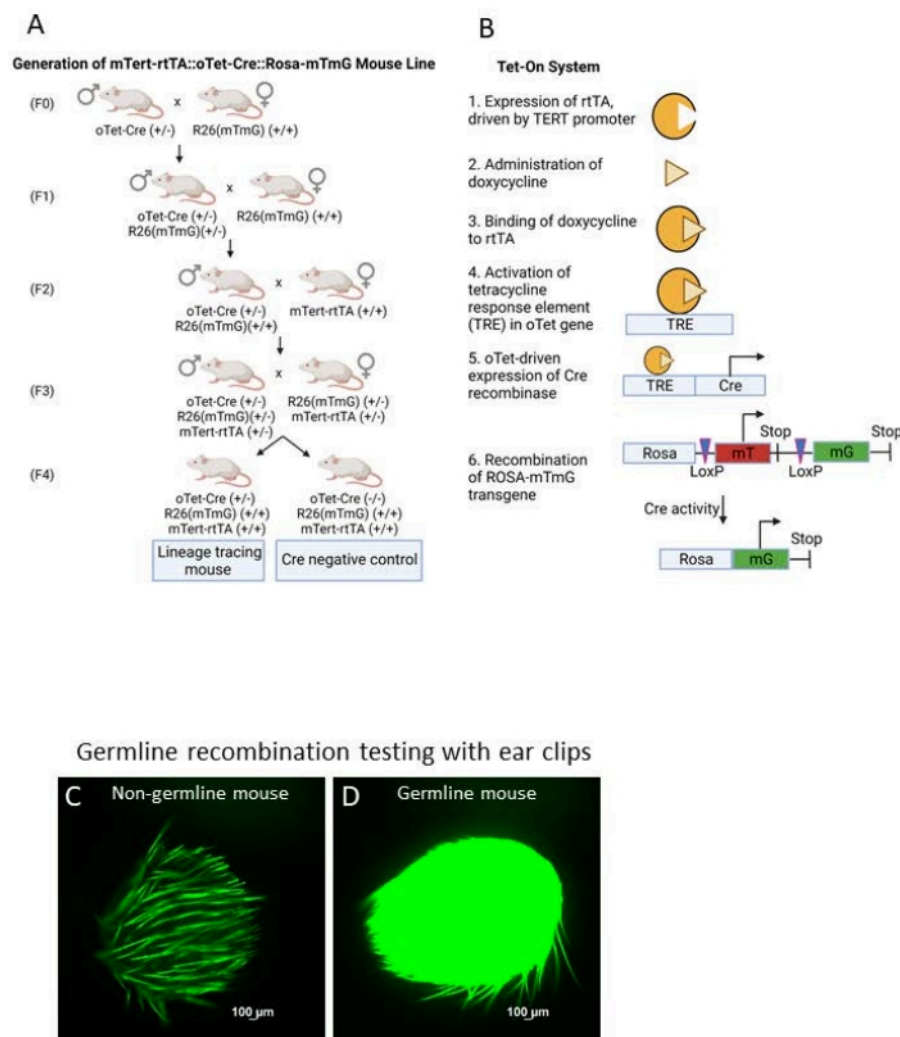 A
Generation of mTert-rtTA::oTet-Cre::Rosa-mTmG Mouse Line
(F0)
x
oTet-Cre (+/-)
R26(mTmG) (+/+)
(F1)
x
oTet-Cre (+/-)
R26(mTmG)(+/-)
R26(mTmG) (+/+)
(F2)
x
oTet-Cre (+/-)
R26(mTmG)(+/+)
mTert-rtTA (+/+)
(F3)
x
oTet-Cre (+/-)
R26(mTmG)(+/-)
mTert-rtTA (+/-)
R26(mTmG) (+/-)
mTert-rtTA (+/-)
(F4)
oTet-Cre (+/-)
R26(mTmG) (+/+)
mTert-rtTA (+/+)
oTet-Cre (-/-)
R26(mTmG) (+/+)
mTert-rtTA (+/+)
Lineage tracing
mouse
Cre negative control
B
Tet-On System
1. Expression of rtTA,
driven by TERT promoter
2. Administration of
doxycycline
3. Binding of doxycycline
to rtTA
4. Activation of
tetracycline
response element
(TRE) in oTet gene
TRE
5. oTet-driven
expression of Cre
recombinase
TRE
Cre
6. Recombination
of ROSA-mTmG
transgene
Stop
Stop
Rosa
mT
mG
LoxP
LoxP
Cre activity
Stop
Rosa
mG
Germline recombination testing with ear clips
C
Non-germline mouse
100 µm
D
Germline mouse
100 µm